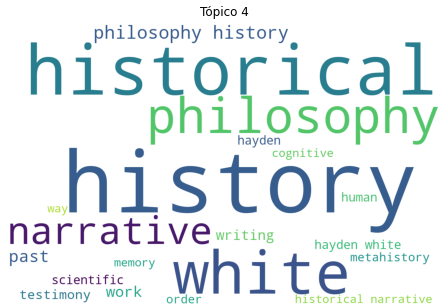 Tópico 4
philosophy history
historical
philosophy
hayden
cognitive
history
human
way
narrative
writing
hayden white
past
white
metahistory
memory
scientific
testimony
work
order
historical narrative